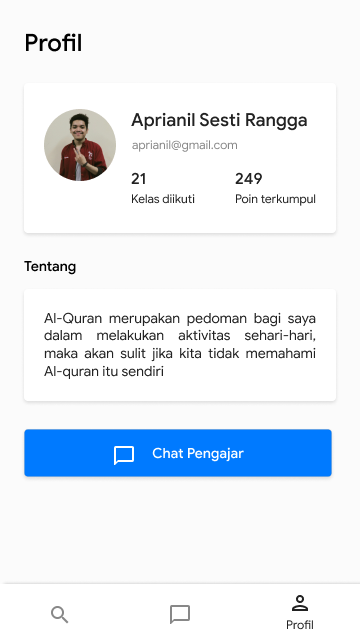 Profil
Aprianil Sesti Rangga
aprianil@gmail.com
21
249
Kelas diikuti
Poin terkumpul
Tentang
Al-Quran merupakan pedoman bagi saya
dalam melakukan aktivitas sehari-hari,
maka akan sulit jika kita tidak memahami
Al-quran itu sendiri
Chat Pengajar
Profil